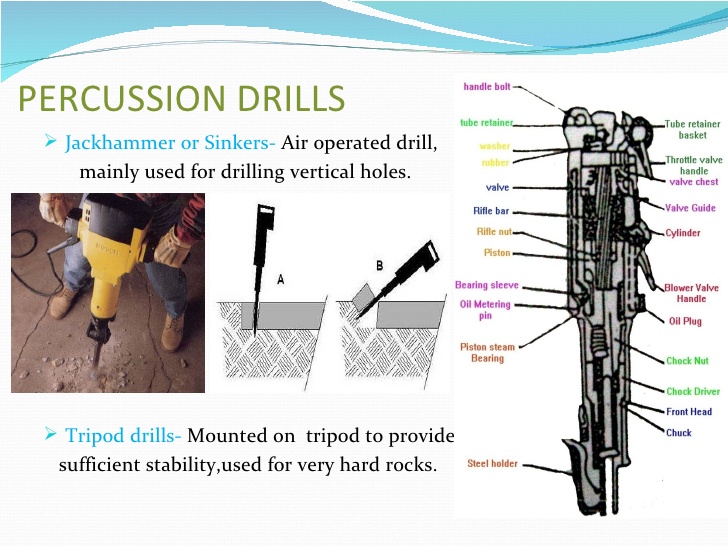 PERCUSSION DRILLS
➢ Jackhammer or Sinkers- Air operated drill,
mainly used for drilling vertical holes.
BOSCH
A
B
➢ Tripod drills- Mounted on tripod to provide
sufficient stability,used for very hard rocks.
handle bolt
tube retainer
washer
rubber
valve
Rifle bar
Rifle nut
Piston
Bearing sleeve
Oil Metering
pin
Piston steam
Bearing
Steel holder
Tube retainer
basket
Throttle valve
handle
valve chest
Valve Guide
Cylinder
Blower Valve
Handle
Oil Plug
Chock Nut
Chock Driver
Front Head
Chuck